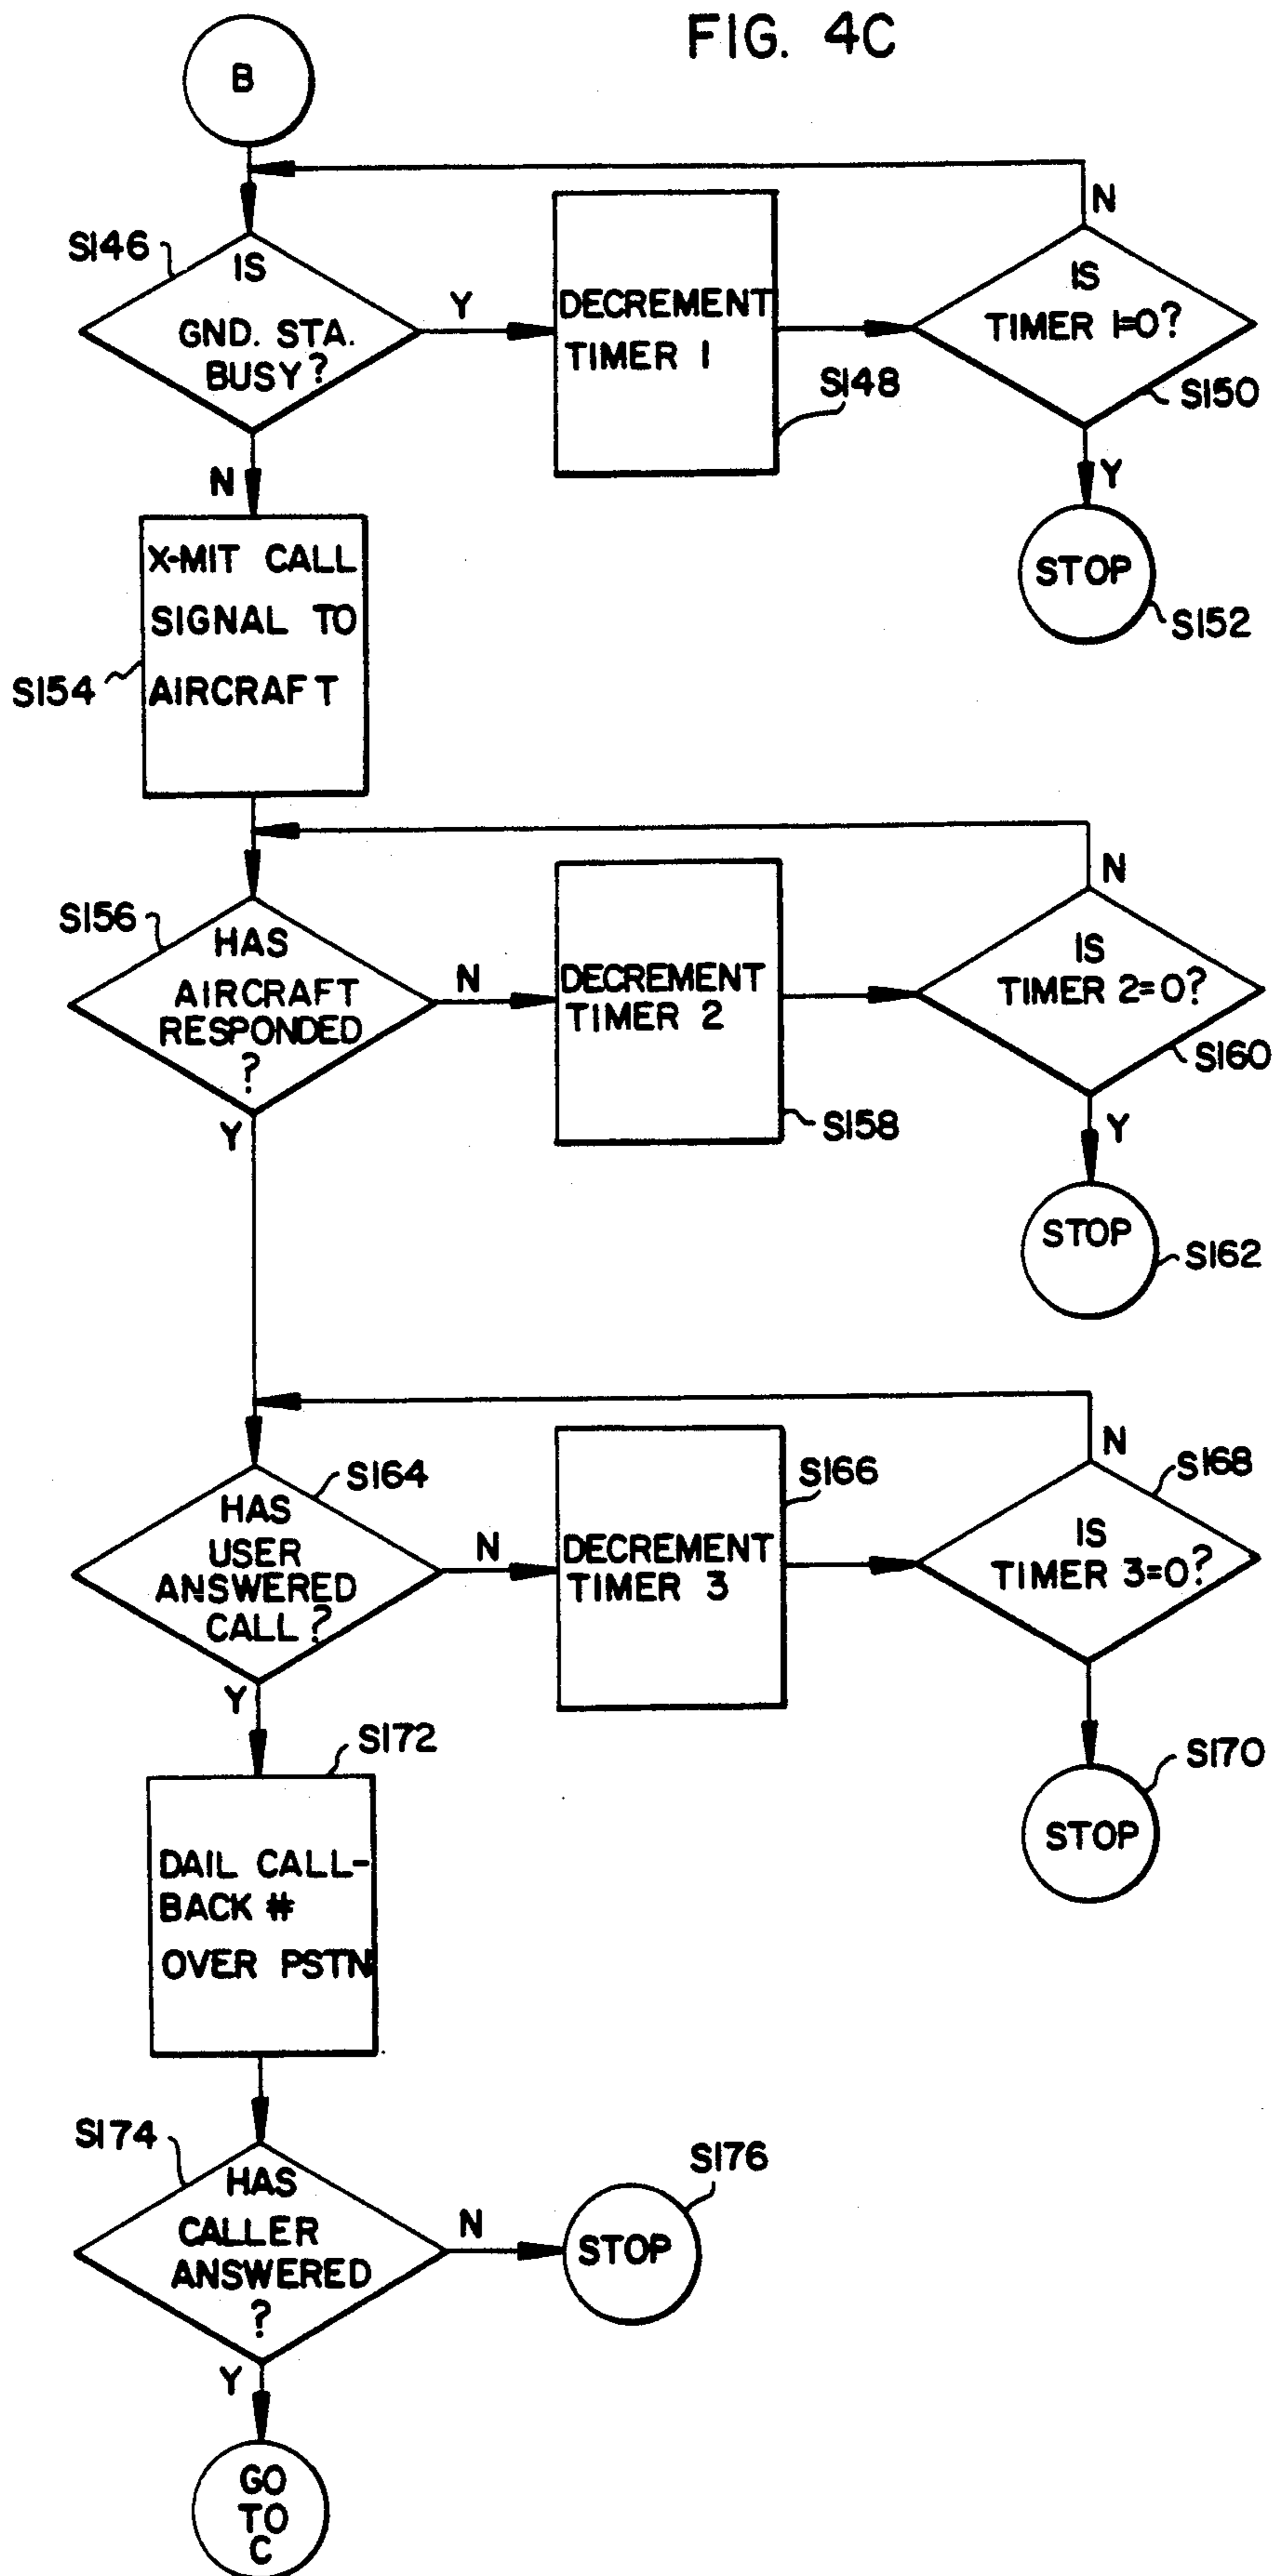 FIG. 4C
B
S146
IS
GND. STA.
BUSY?
Y
DECREMENT
TIMER 1
S148
N
IS
TIMER 1=0?
S150
Y
STOP
S152
N
X-MIT CALL
SIGNAL TO
AIRCRAFT
S154
S156
HAS
AIRCRAFT
RESPONDED
?
N
DECREMENT
TIMER 2
S158
N
IS
TIMER 2=0?
S160
Y
STOP
S162
Y
S164
HAS
USER
ANSWERED
CALL?
N
DECREMENT
TIMER 3
S166
N
S168
IS
TIMER 3=0?
S170
STOP
Y
S172
DAIL CALL-
BACK #
OVER PSTN
S174
HAS
CALLER
ANSWERED
?
N
S176
STOP
Y
GO
TO
C